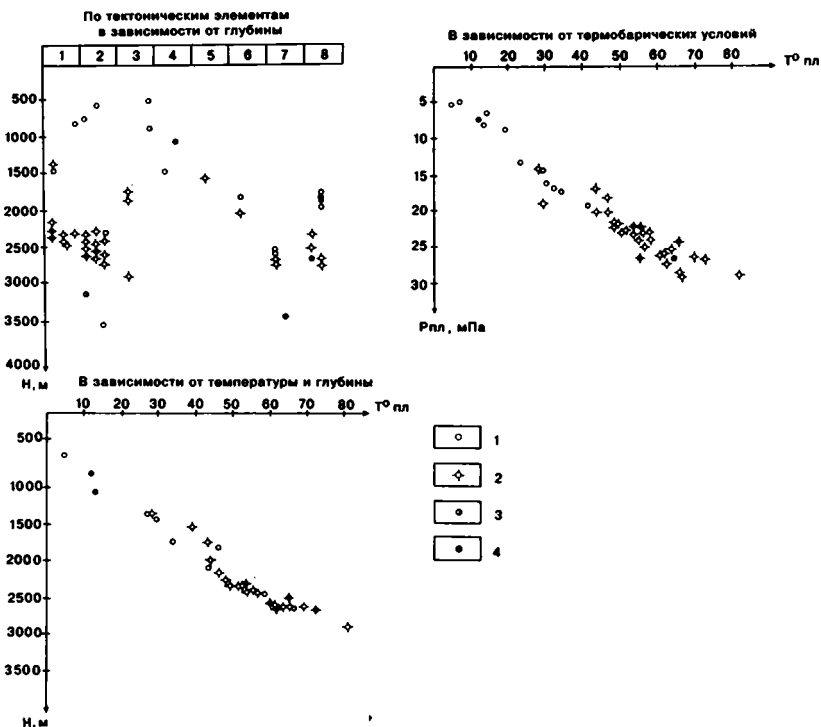 По тектоническим элементам
в зависимости от глубины
1 2 3 4 5 6 7 8
500
1000
1500
2000
2500
3000
3500
4000
Н, м
В зависимости от термобарических условий
10 20 30 40 50 60 70 80 Т⁰ пл
5
10
15
20
25
30
Рпл, мПа
В зависимости от температуры и глубины
10 20 30 40 50 60 70 80 Т⁰ пл
500
1000
1500
2000
2500
3000
3500
Н, м
1
2
3
4